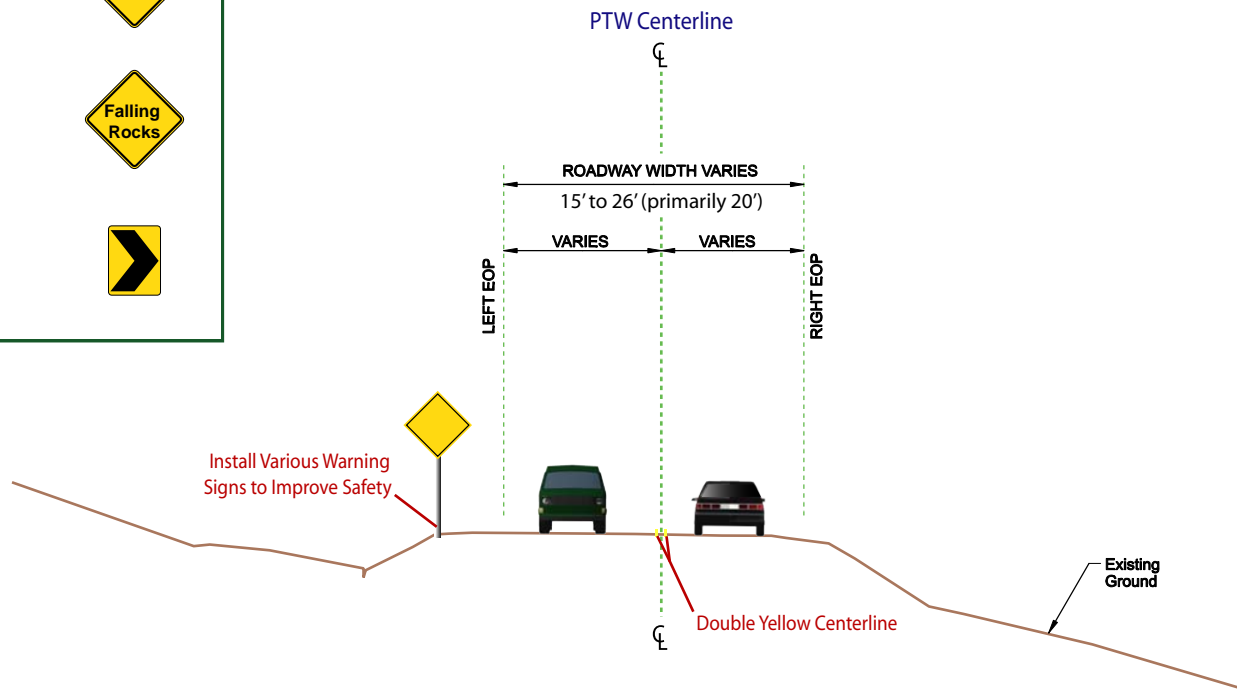 PTW Centerline
℄
Falling
Rocks
ROADWAY WIDTH VARIES
15’ to 26’ (primarily 20’)
VARIES
VARIES
LEFT EOP
RIGHT EOP
Install Various Warning
Signs to Improve Safety
Existing
Ground
Double Yellow Centerline
℄